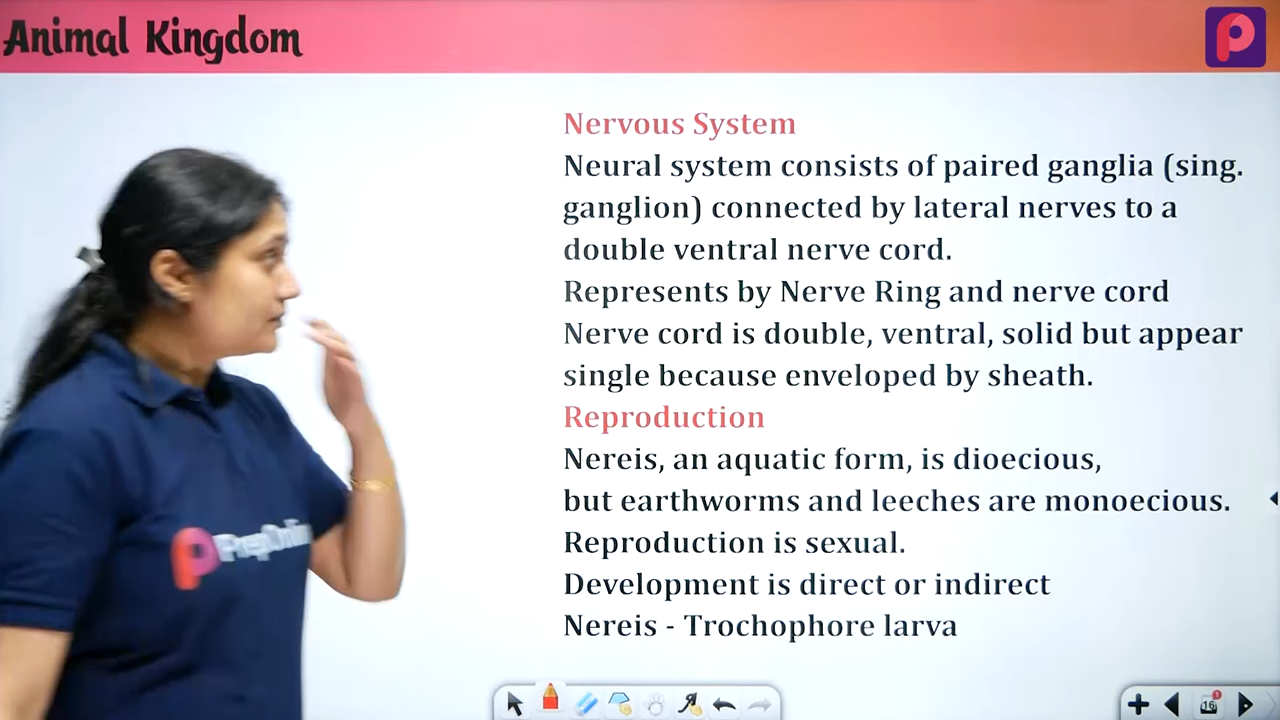 Animal Kingdom
Nervous System
Neural system consists of paired ganglia (sing.
ganglion) connected by lateral nerves to a
double ventral nerve cord.
Represents by Nerve Ring and nerve cord
Nerve cord is double, ventral, solid but appear
single because enveloped by sheath.
Reproduction
Nereis, an aquatic form, is dioecious,
but earthworms and leeches are monoecious.
Reproduction is sexual.
Development is direct or indirect
Nereis - Trochophore larva
PrepOnline
16
1